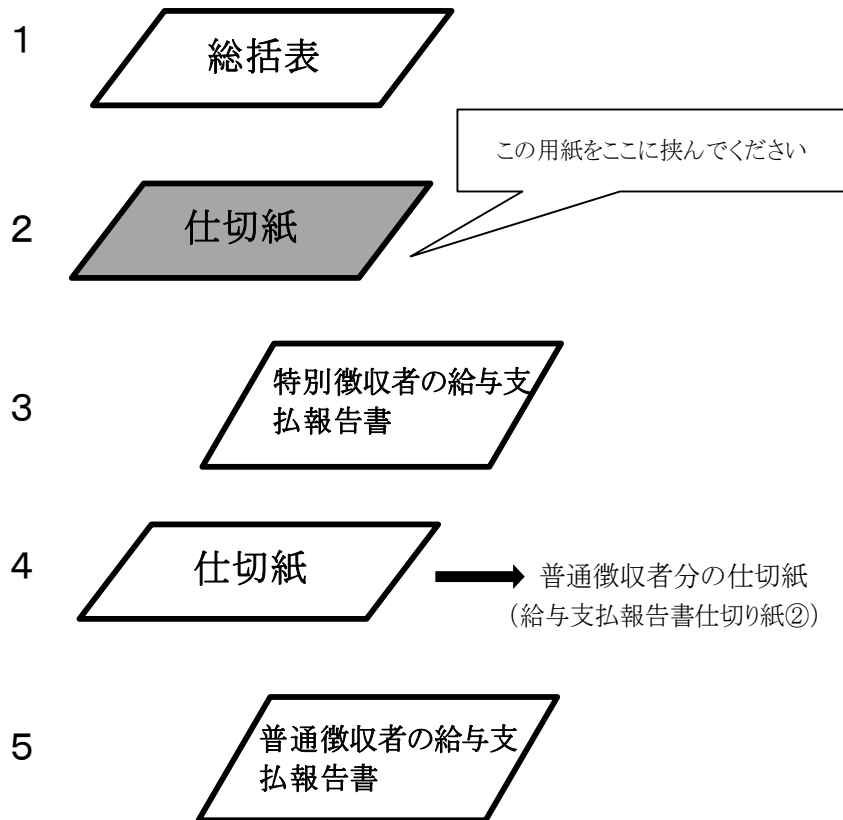 1
総括表
この用紙をここに挟んでください
2
仕切紙
3
特別徴収者の給与支
払報告書
4
仕切紙
普通徴収者分の仕切紙
(給与支払報告書仕切り紙②)
5
普通徴収者の給与支
払報告書